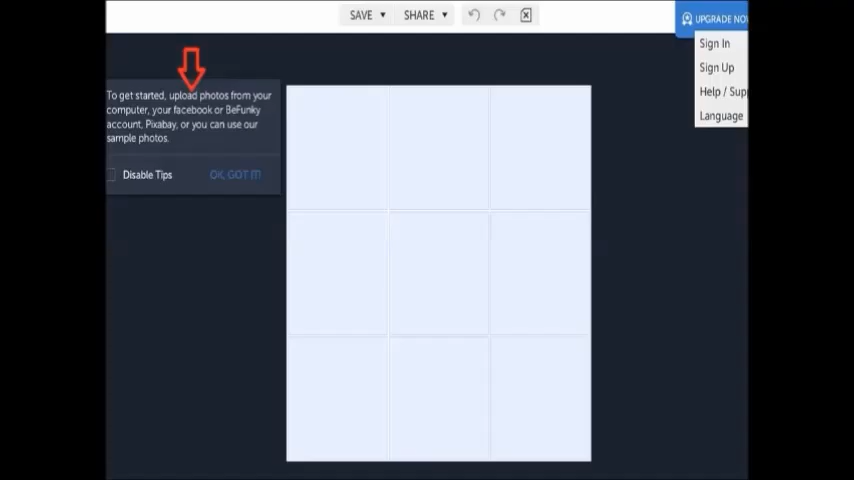 SAVE
SHARE
UPGRADE NO
Sign In
Sign Up
Help / Supp
Language
To get started, upload photos from your
computer, your facebook or BeFunky
account, Pixabay, or you can use our
sample photos.
Disable Tips
OK, GOT IT!